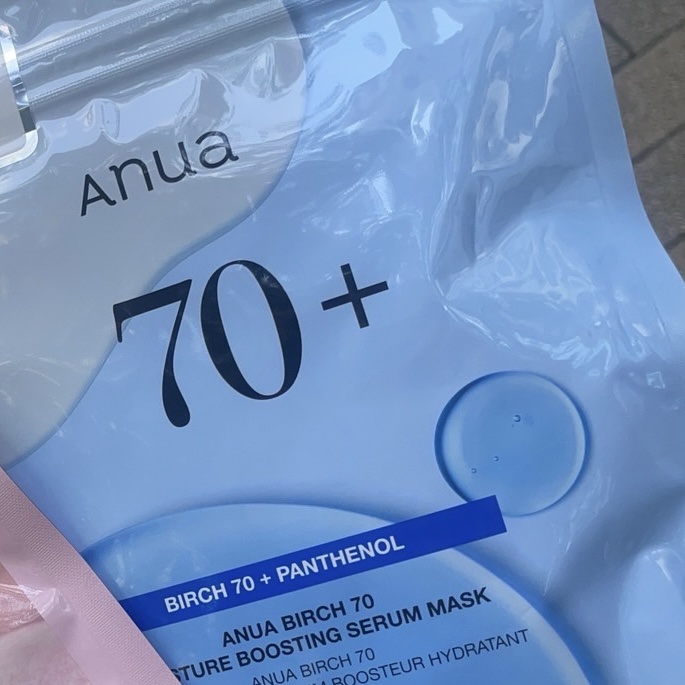 Anua
70+
BIRCH 70 + PANTHENOL
ANUA BIRCH 70
STURE BOOSTING SERUM MASK
ANUA BIRCH 70
M BOOSTEUR HYDRATANT